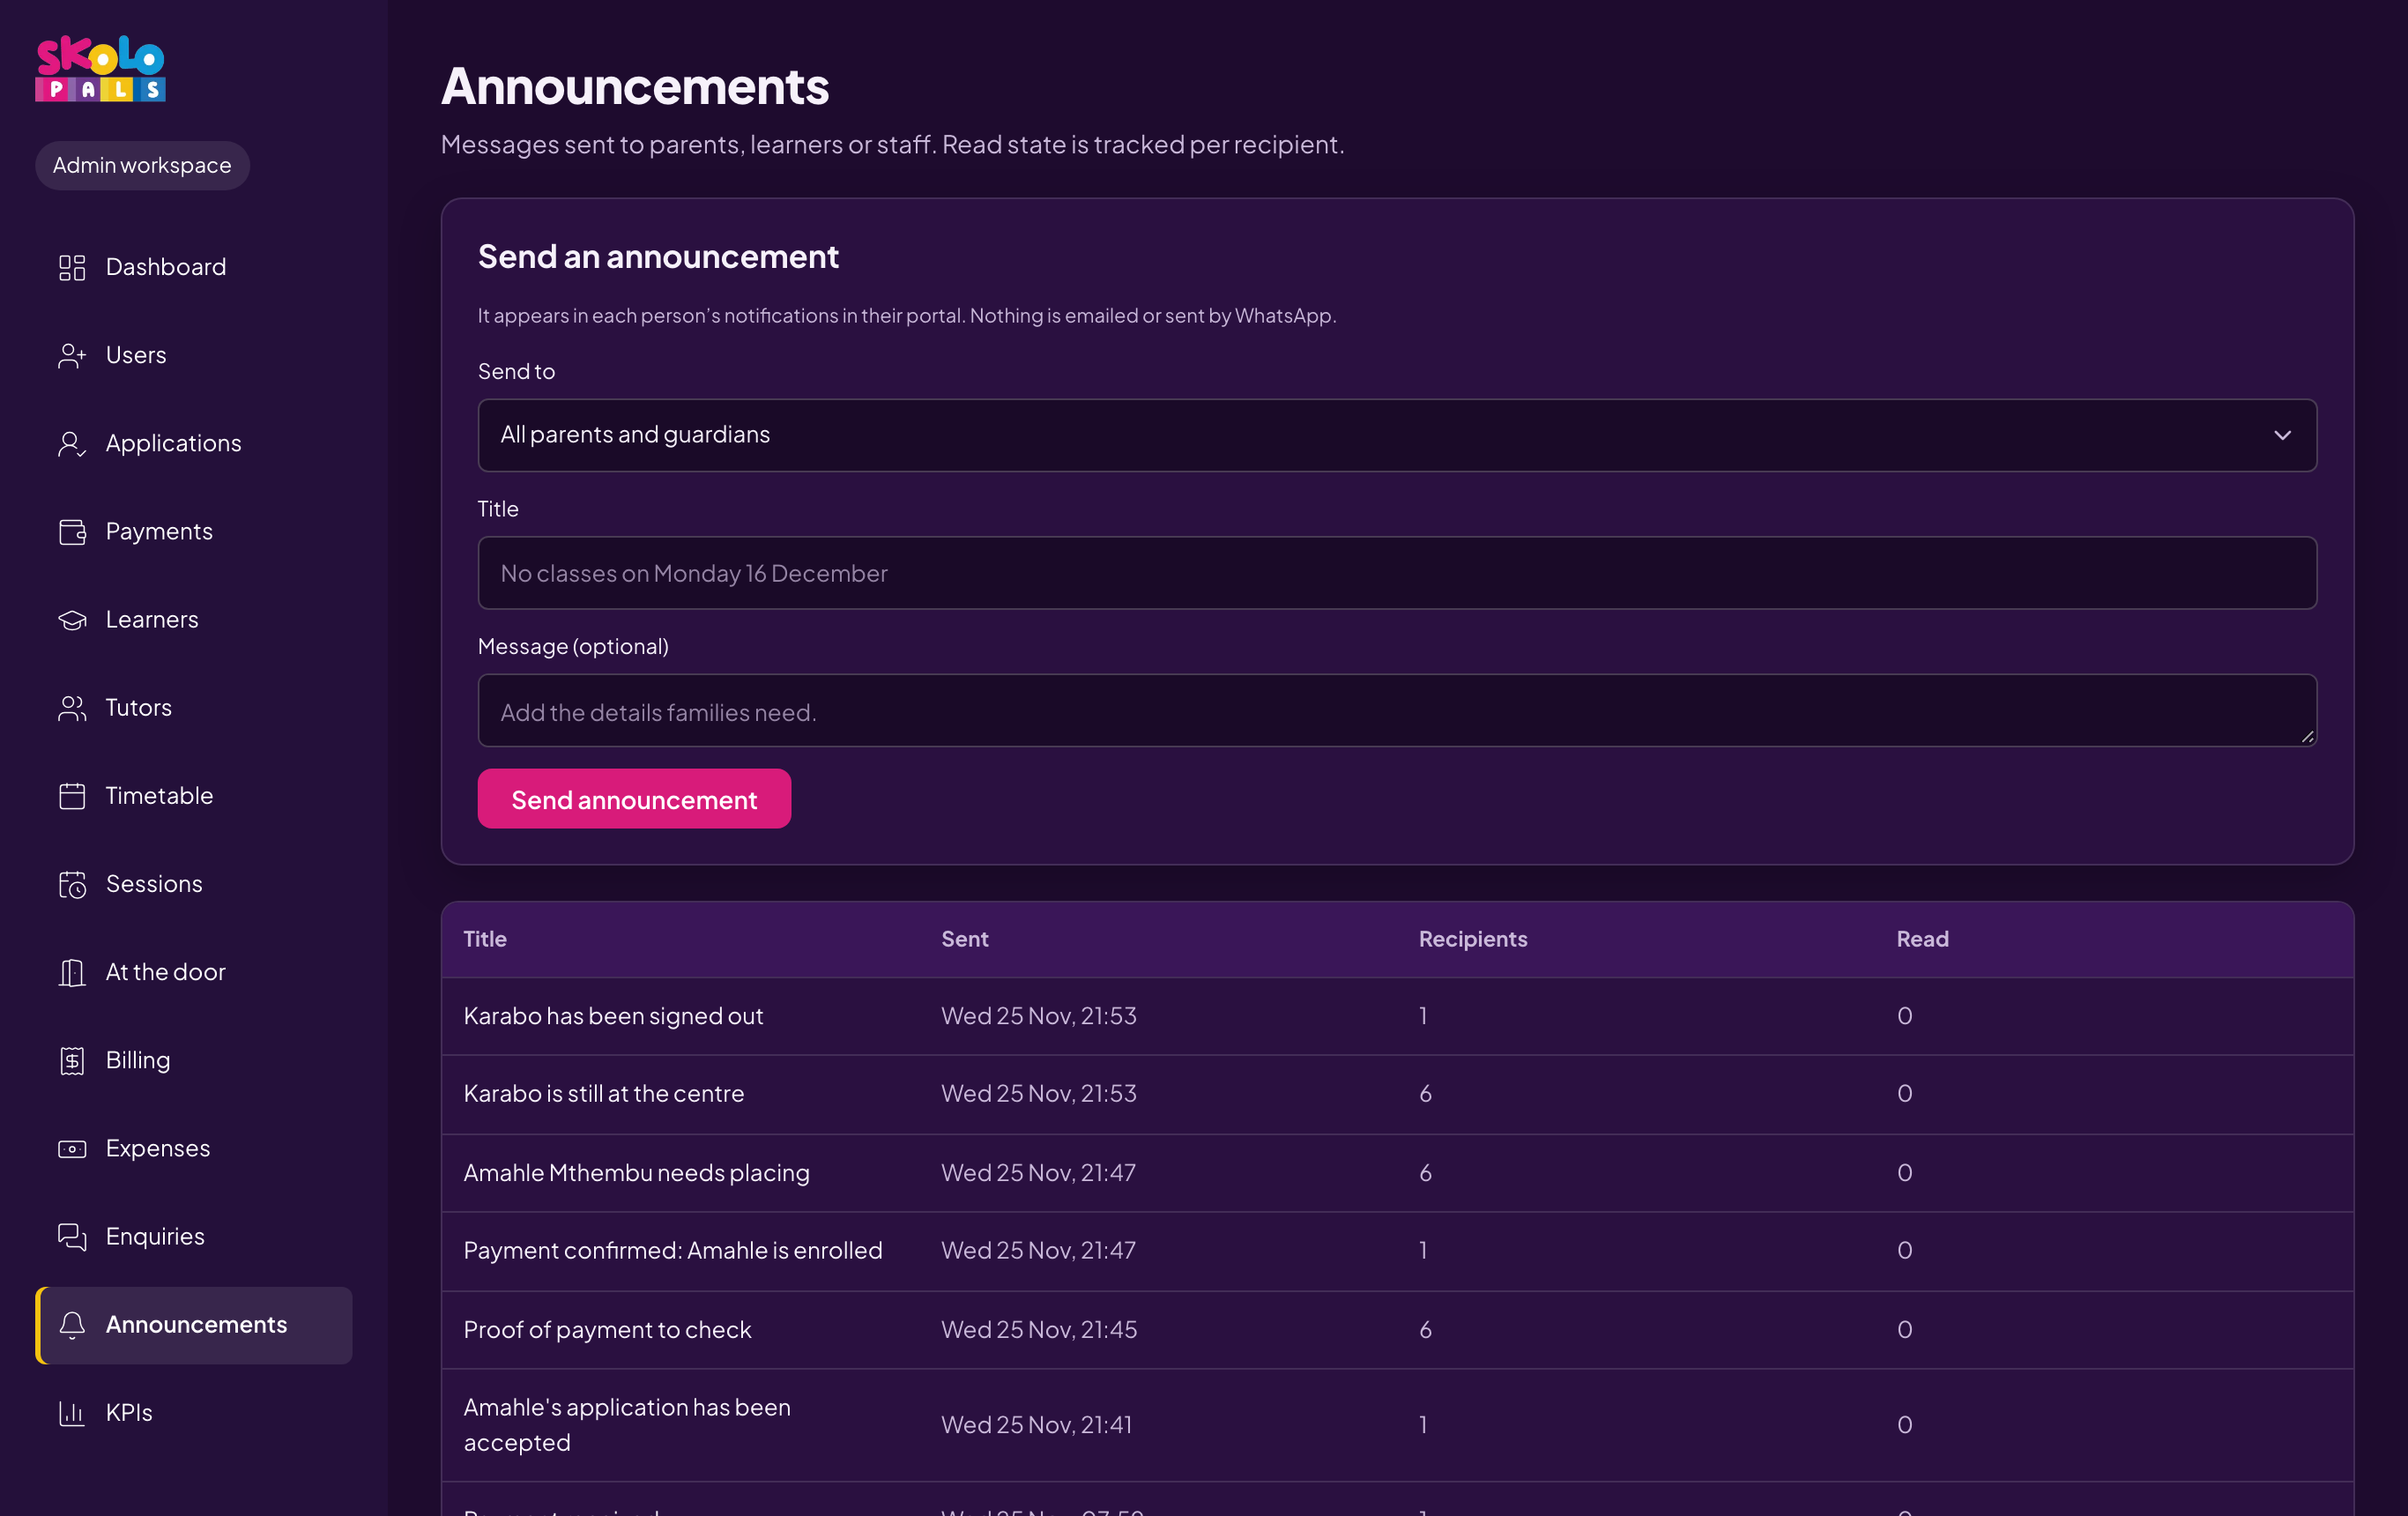 SKOLO
PALS
Admin workspace
Dashboard
Users
Applications
Payments
Learners
Tutors
Timetable
Sessions
At the door
Billing
Expenses
Enquiries
Announcements
KPIs
Announcements
Messages sent to parents, learners or staff. Read state is tracked per recipient.
Send an announcement
It appears in each person's notifications in their portal. Nothing is emailed or sent by WhatsApp.
Send to
All parents and guardians
Title
No classes on Monday 16 December
Message (optional)
Add the details families need.
Send announcement
Title Sent Recipients Read
Karabo has been signed out Wed 25 Nov, 21:53 1 0
Karabo is still at the centre Wed 25 Nov, 21:53 6 0
Amahle Mthembu needs placing Wed 25 Nov, 21:47 6 0
Payment confirmed: Amahle is enrolled Wed 25 Nov, 21:47 1 0
Proof of payment to check Wed 25 Nov, 21:45 6 0
Amahle's application has been
accepted Wed 25 Nov, 21:41 1 0